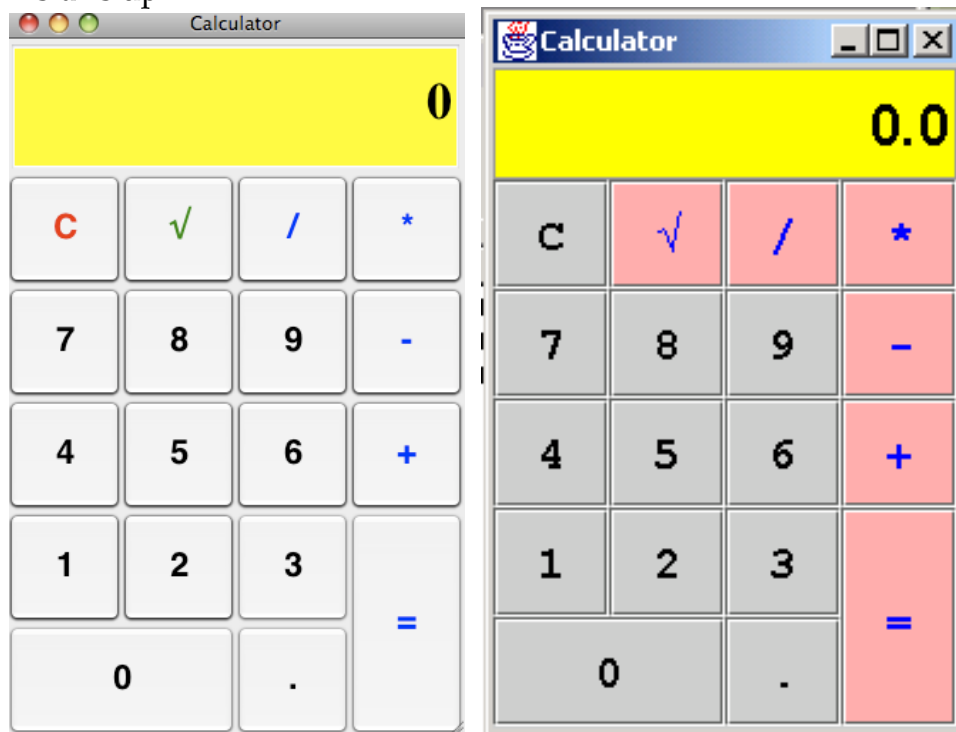 Calculator
0
C √ / *
7 8 9 -
4 5 6 +
1 2 3
=
0 .
Calculator
0.0
C √ / *
7 8 9 -
4 5 6 +
1 2 3
=
0 .